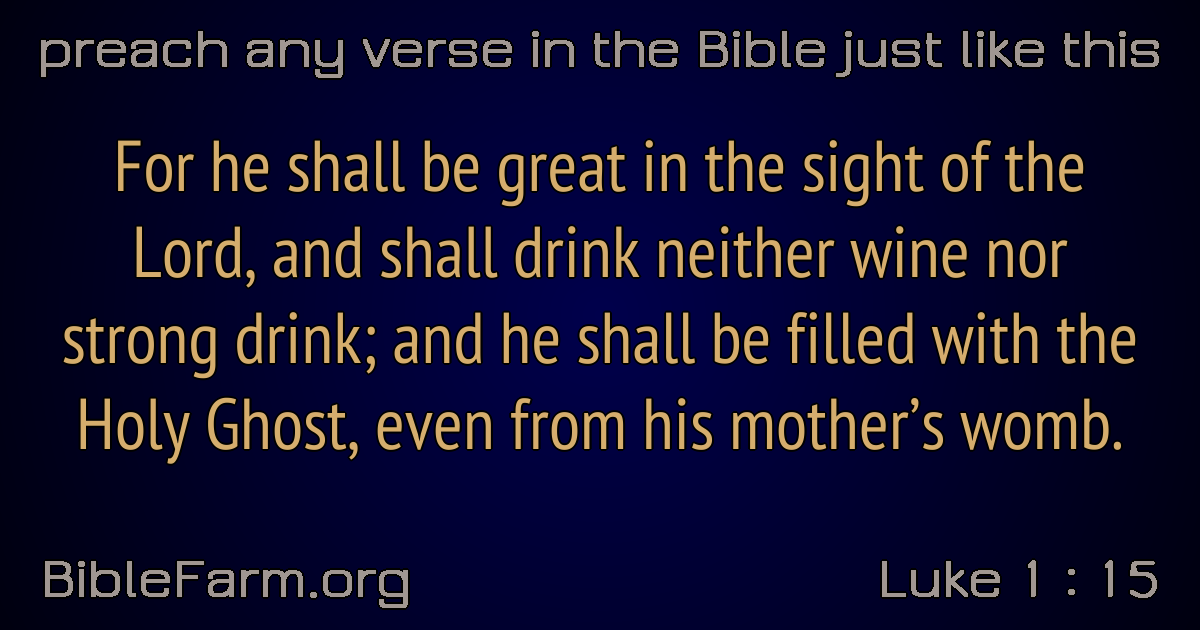 preach any verse in the Bible just like this
For he shall be great in the sight of the
Lord, and shall drink neither wine nor
strong drink; and he shall be filled with the
Holy Ghost, even from his mother’s womb.
BibleFarm.org
Luke 1 : 15